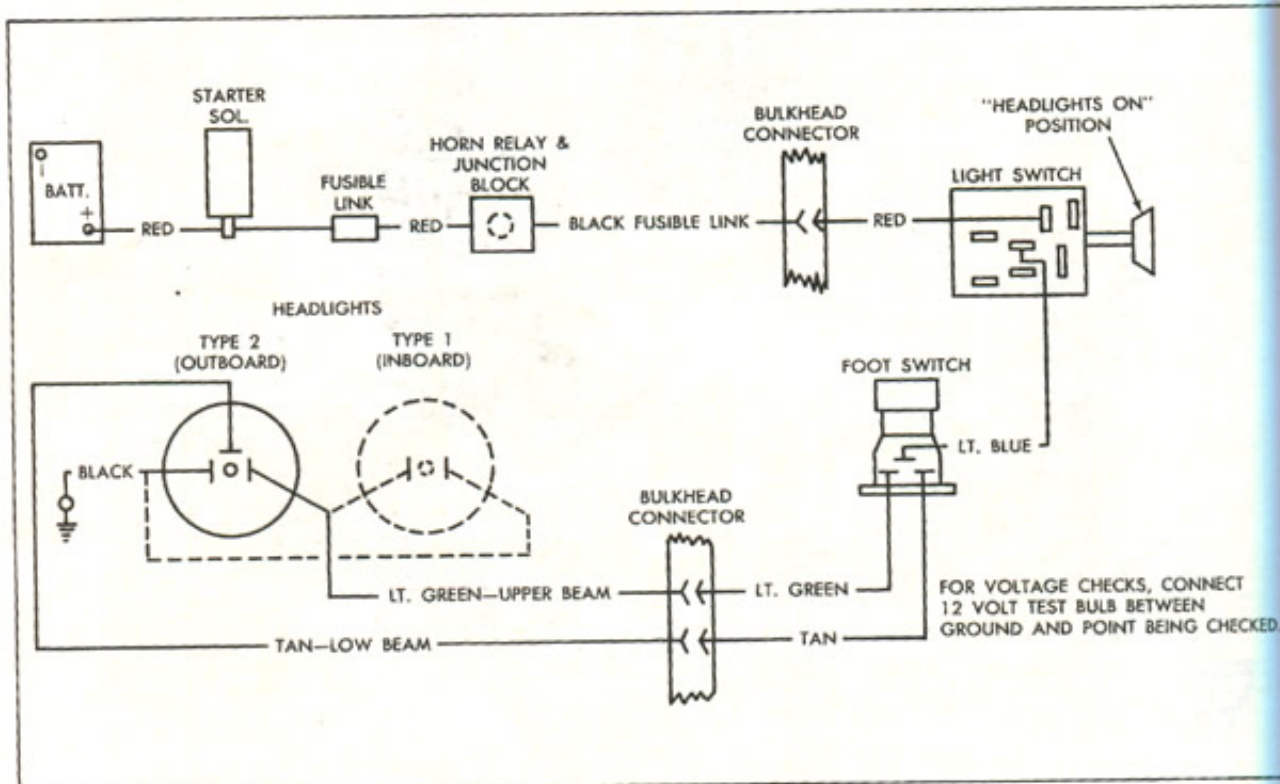 STARTER
SOL.
BATT.
−
+
RED
FUSIBLE
LINK
RED
HORN RELAY &
JUNCTION
BLOCK
BLACK FUSIBLE LINK
BULKHEAD
CONNECTOR
RED
"HEADLIGHTS ON"
POSITION
LIGHT SWITCH
HEADLIGHTS
TYPE 2
(OUTBOARD)
TYPE 1
(INBOARD)
FOOT SWITCH
LT. BLUE
BLACK
BULKHEAD
CONNECTOR
LT. GREEN—UPPER BEAM
LT. GREEN
TAN—LOW BEAM
TAN
FOR VOLTAGE CHECKS, CONNECT
12 VOLT TEST BULB BETWEEN
GROUND AND POINT BEING CHECKED.